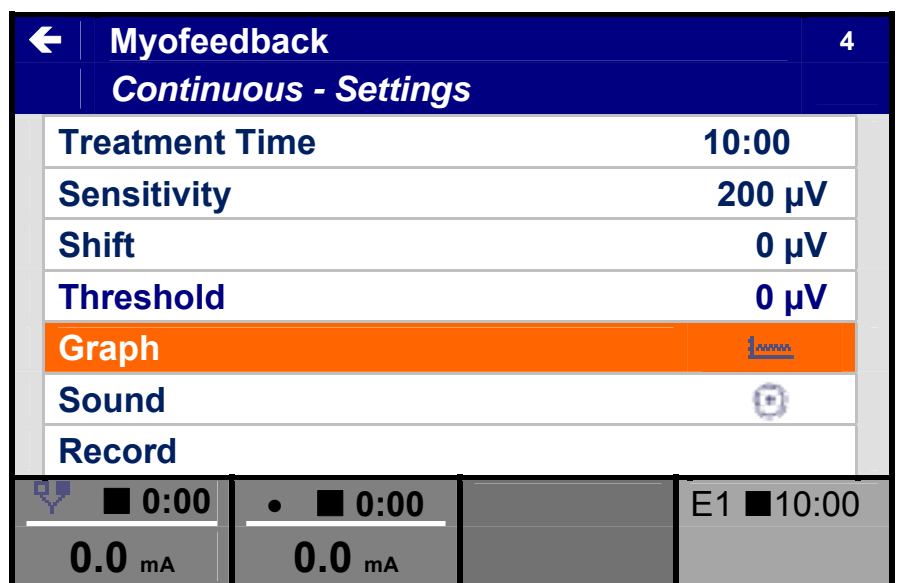 Myofeedback 4
Continuous - Settings
Treatment Time 10:00
Sensitivity 200 µV
Shift 0 µV
Threshold 0 µV
Graph
Sound
Record
0:00 0:00 E1 10:00
0.0 mA 0.0 mA